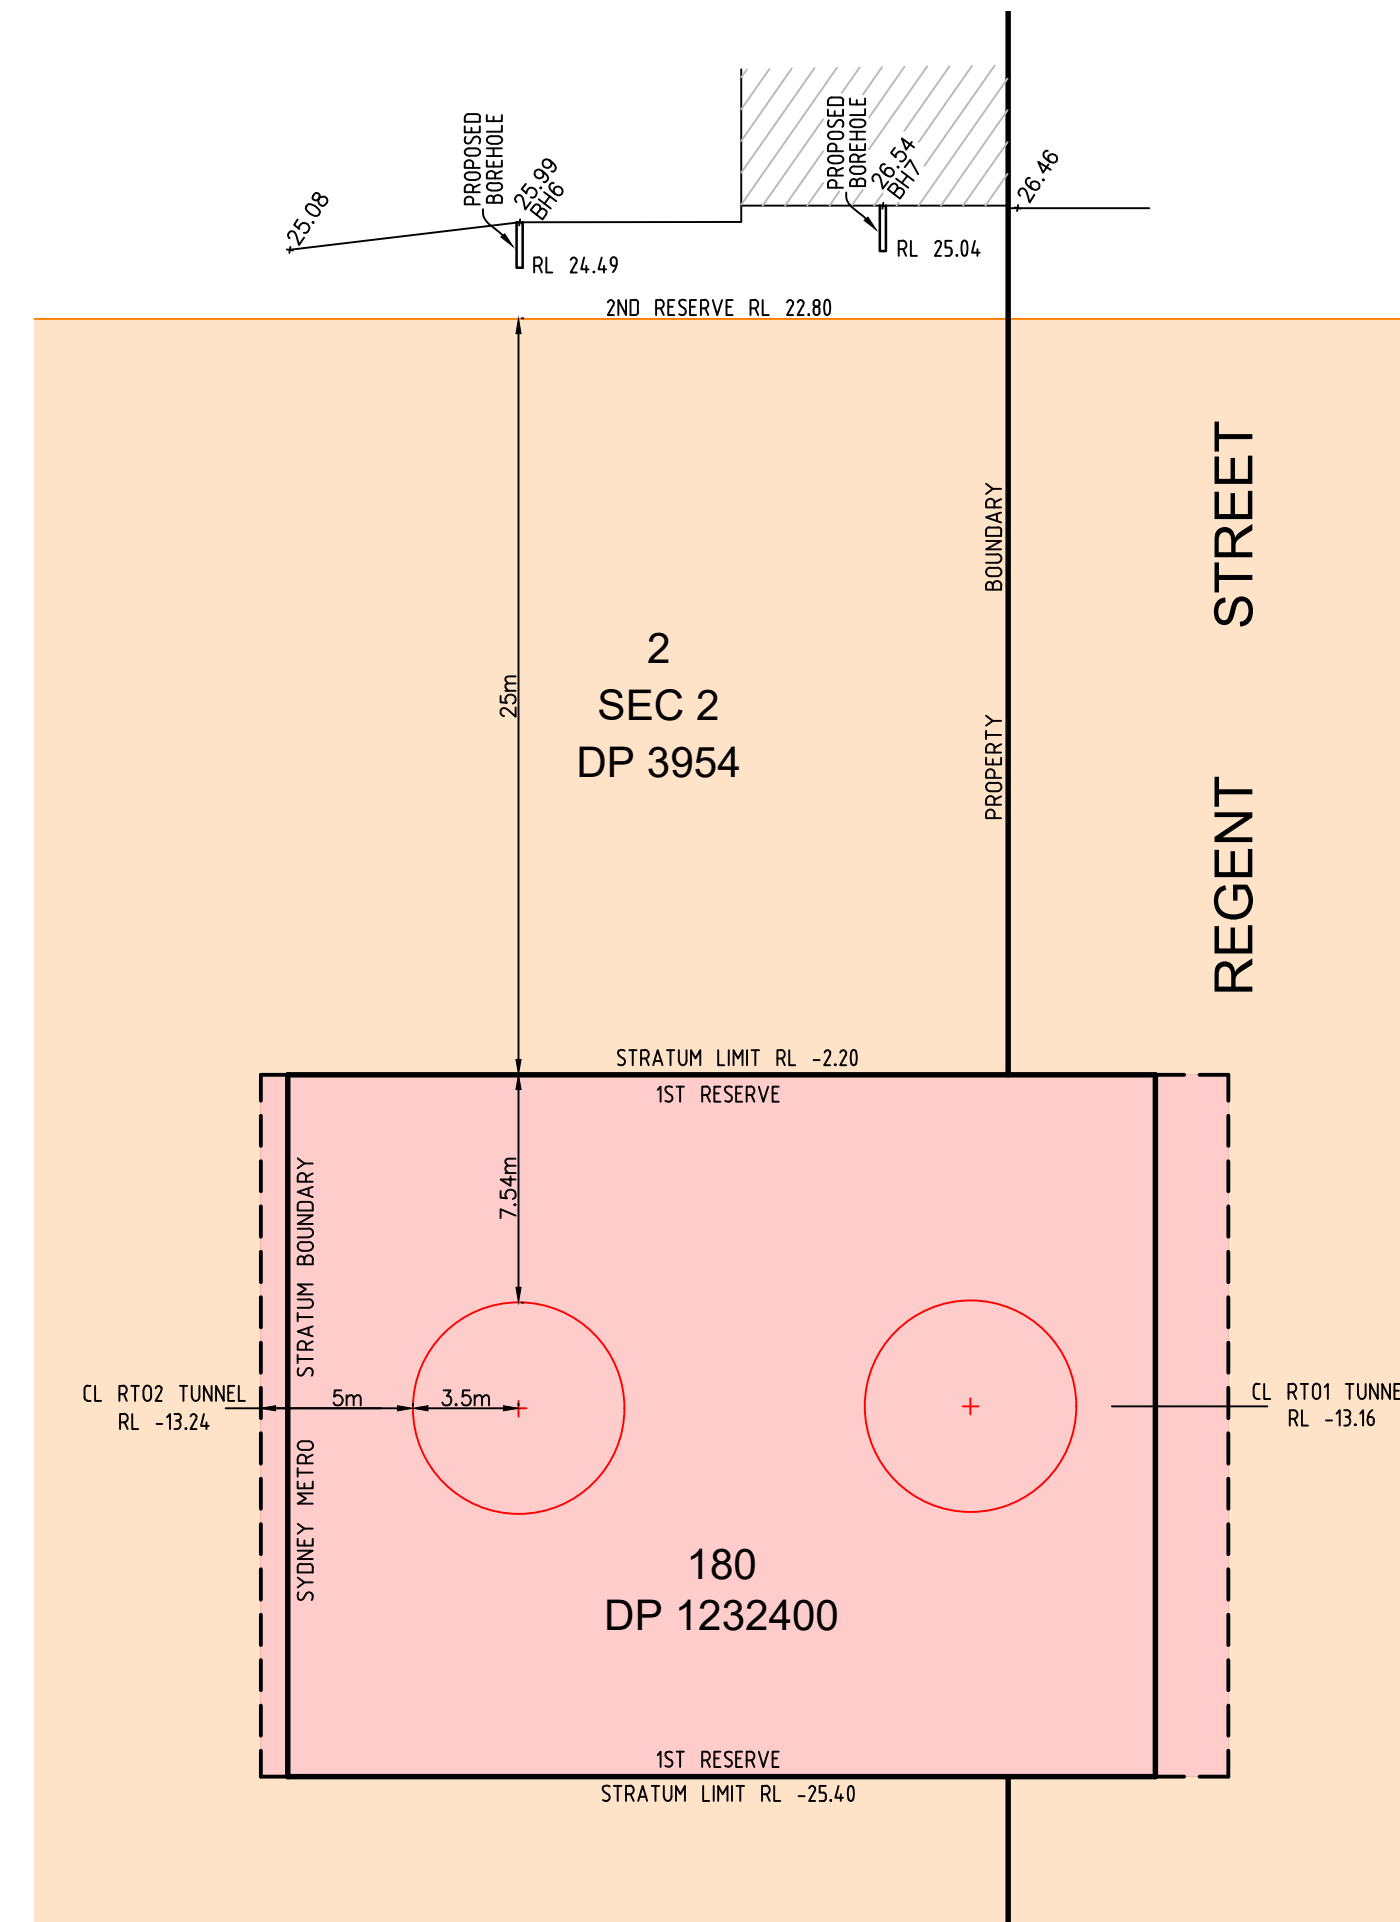 PROPOSED
BOREHOLE
25.08
25.99
BH6
RL 24.49
PROPOSED
BOREHOLE
26.54
BH7
RL 25.04
26.46
2ND RESERVE RL 22.80
25m
2
SEC 2
DP 3954
PROPERTY BOUNDARY
REGENT STREET
STRATUM LIMIT RL -2.20
1ST RESERVE
7.54m
SYDNEY METRO STRATUM BOUNDARY
CL RT02 TUNNEL
RL -13.24
5m
3.5m
CL RT01 TUNNE
RL -13.16
180
DP 1232400
1ST RESERVE
STRATUM LIMIT RL -25.40